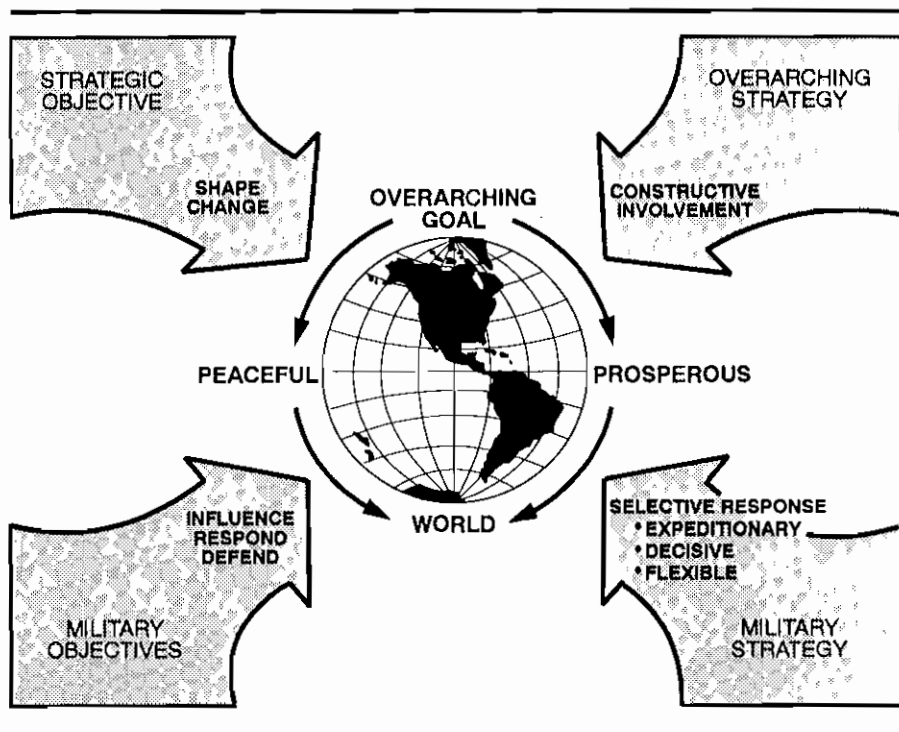 STRATEGIC
OBJECTIVE
SHAPE
CHANGE
OVERARCHING
STRATEGY
CONSTRUCTIVE
INVOLVEMENT
OVERARCHING
GOAL
PEACEFUL
PROSPEROUS
WORLD
INFLUENCE
RESPOND
DEFEND
MILITARY
OBJECTIVES
SELECTIVE RESPONSE
• EXPEDITIONARY
• DECISIVE
• FLEXIBLE
MILITARY
STRATEGY